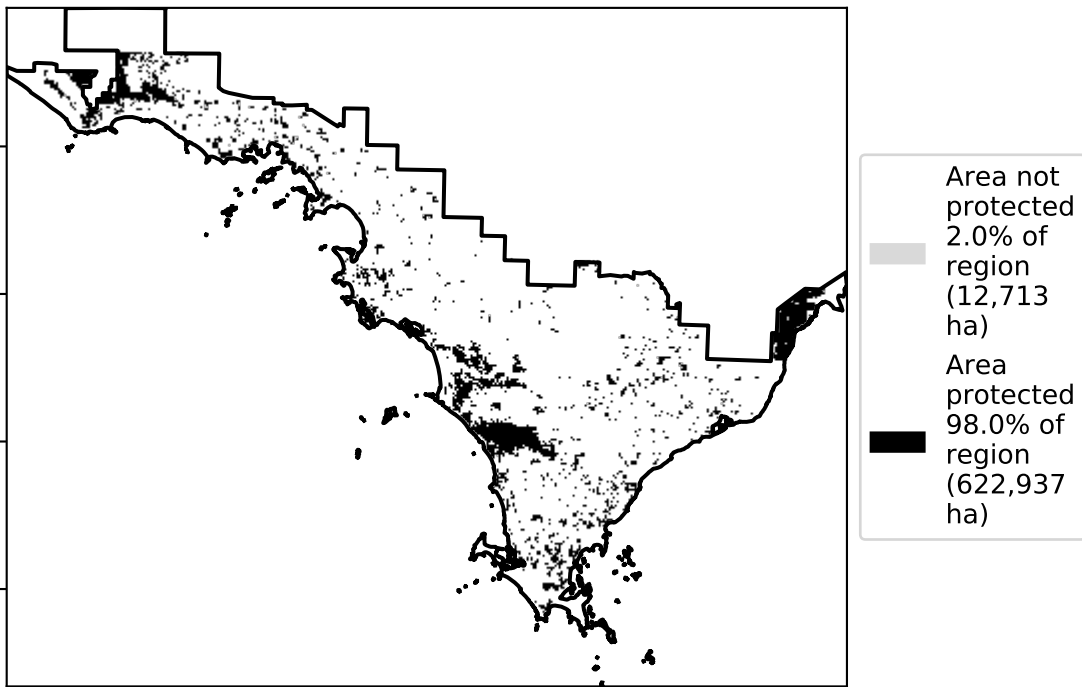 Area not
protected
2.0% of
region
(12,713
ha)
Area
protected
98.0% of
region
(622,937
ha)